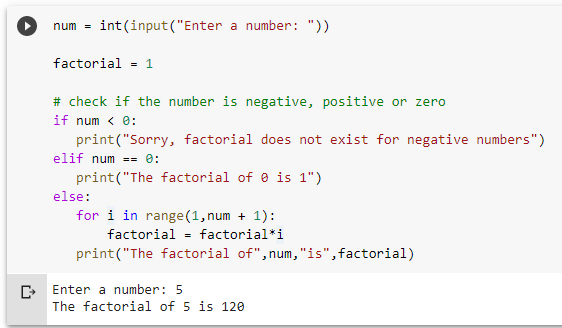 num = int(input("Enter a number: "))
factorial = 1
# check if the number is negative, positive or zero
if num < 0:
   print("Sorry, factorial does not exist for negative numbers")
elif num == 0:
   print("The factorial of 0 is 1")
else:
   for i in range(1,num + 1):
       factorial = factorial*i
   print("The factorial of",num,"is",factorial)
Enter a number: 5
The factorial of 5 is 120